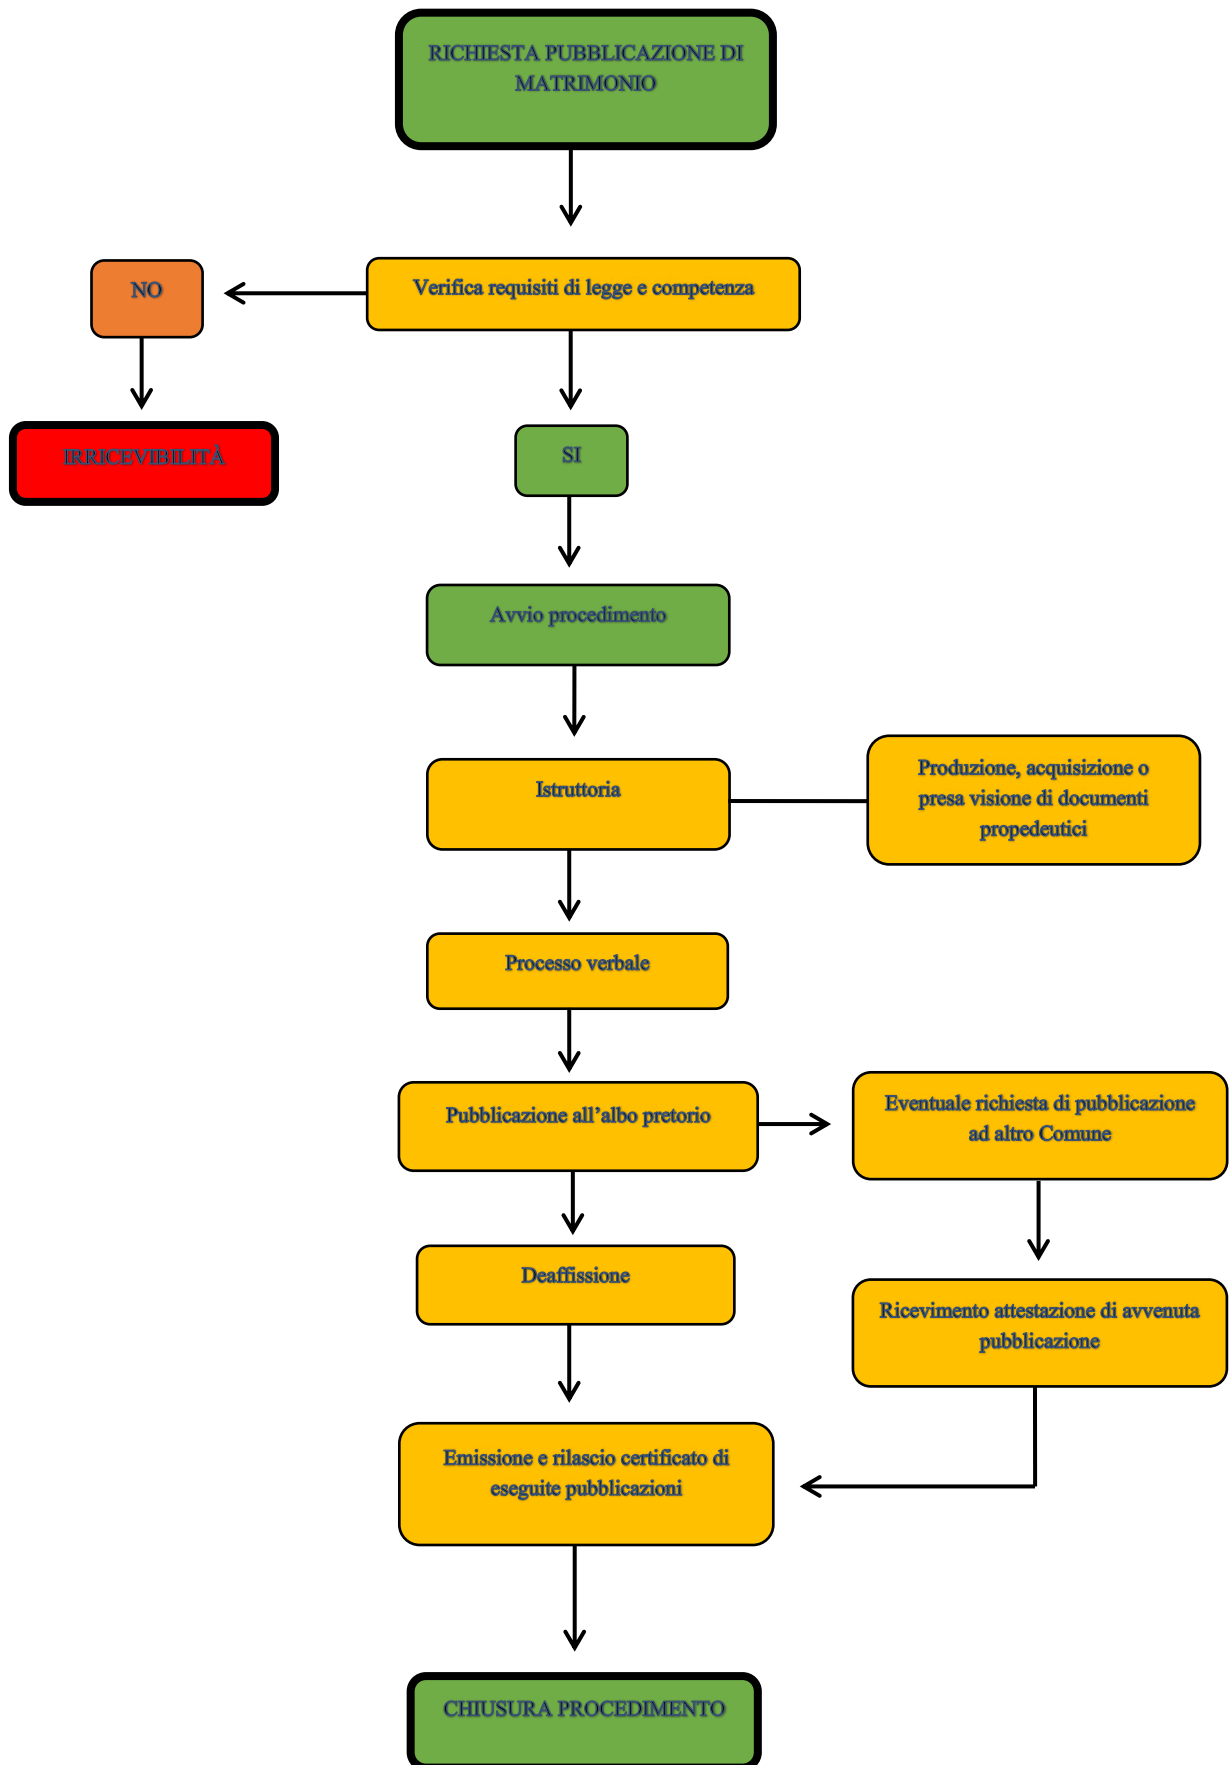 RICHIESTA PUBBLICAZIONE DI
MATRIMONIO
Verifica requisiti di legge e competenza
NO
IRRICEVIBILITÀ
SI
Avvio procedimento
Istruttoria
Produzione, acquisizione o
presa visione di documenti
propedeutici
Processo verbale
Pubblicazione all’albo pretorio
Eventuale richiesta di pubblicazione
ad altro Comune
Deaffissione
Ricevimento attestazione di avvenuta
pubblicazione
Emissione e rilascio certificato di
eseguite pubblicazioni
CHIUSURA PROCEDIMENTO